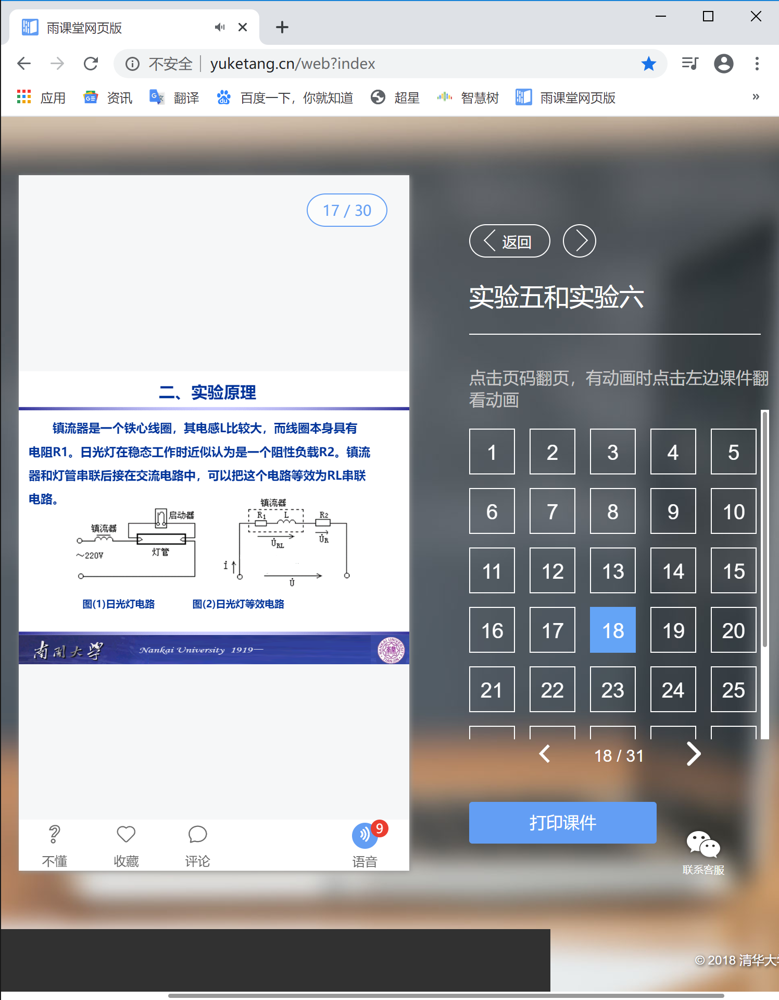 雨课堂网页版
不安全
yuketang.cn/web?index
应用
资讯
翻译
百度一下，你就知道
超星
智慧树
雨课堂网页版
»
17 / 30
二、实验原理
镇流器是一个铁心线圈，其电感L比较大，而线圈本身具有
电阻R1。日光灯在稳态工作时近似认为是一个阻性负载R2。镇流
器和灯管串联后接在交流电路中，可以把这个电路等效为RL串联
电路。
启动器
镇流器
灯管
～220V
镇流器
R1
L
R2
U̇RL
U̇R
i
U̇
图(1)日光灯电路
图(2)日光灯等效电路
南开大学
Nankai University 1919—
NANKAI UNIVERSITY
南開
TIANJIN
不懂
收藏
评论
9
语音
返回
实验五和实验六
点击页码翻页，有动画时点击左边课件翻
看动画
1 2 3 4 5
6 7 8 9 10
11 12 13 14 15
16 17 18 19 20
21 22 23 24 25
18 / 31
打印课件
联系客服
© 2018 清华大